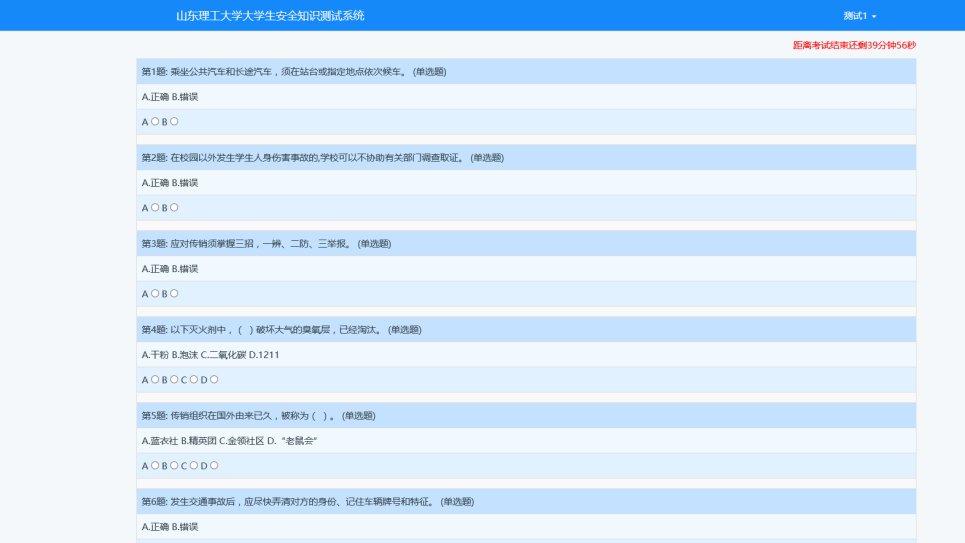 山东理工大学大学生安全知识测试系统
测试1
距离考试结束还剩39分钟56秒
第1题: 乘坐公共汽车和长途汽车，须在站台或指定地点依次候车。 (单选题)
A.正确 B.错误
A B
第2题: 在校园以外发生学生人身伤害事故的,学校可以不协助有关部门调查取证。 (单选题)
A.正确 B.错误
A B
第3题: 应对传销须掌握三招，一辨、二防、三举报。 (单选题)
A.正确 B.错误
A B
第4题: 以下灭火剂中，（ ）破坏大气的臭氧层，已经淘汰。 (单选题)
A.干粉 B.泡沫 C.二氧化碳 D.1211
A B C D
第5题: 传销组织在国外由来已久，被称为（ ）。 (单选题)
A.蓝衣社 B.精英团 C.金领社区 D.“老鼠会”
A B C D
第6题: 发生交通事故后，应尽快弄清对方的身份、记住车辆牌号和特征。 (单选题)
A.正确 B.错误